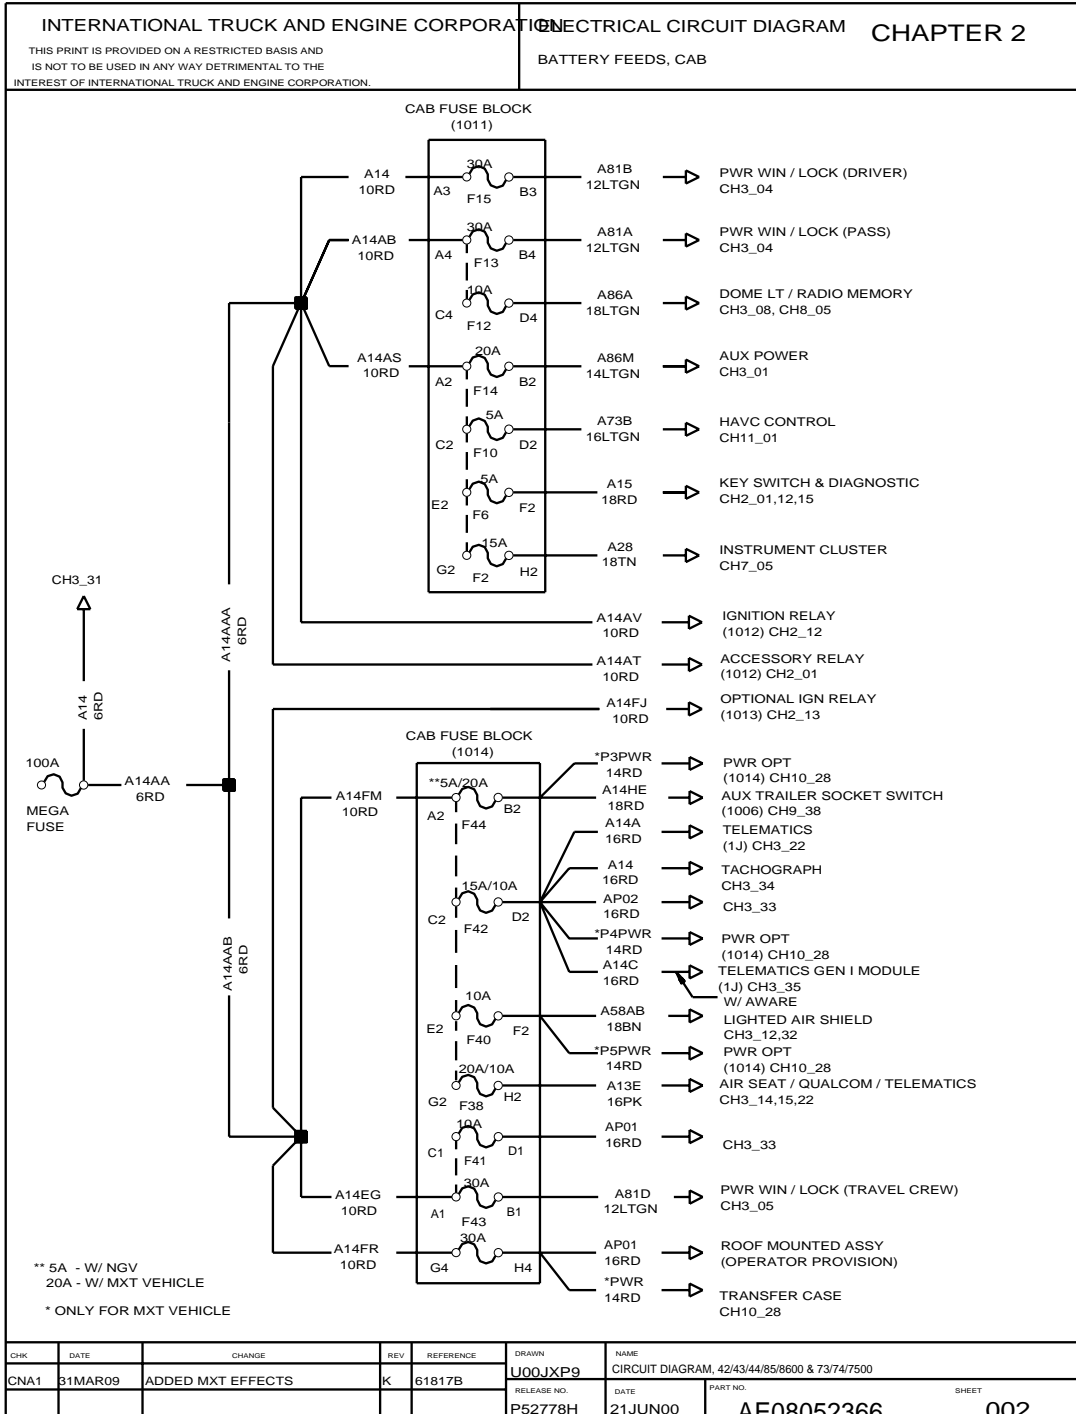 INTERNATIONAL TRUCK AND ENGINE CORPORATION
THIS PRINT IS PROVIDED ON A RESTRICTED BASIS AND
IS NOT TO BE USED IN ANY WAY DETRIMENTAL TO THE
INTEREST OF INTERNATIONAL TRUCK AND ENGINE CORPORATION.
ELECTRICAL CIRCUIT DIAGRAM
CHAPTER 2
BATTERY FEEDS, CAB
CAB FUSE BLOCK
(1011)
A14
10RD
A3
30A
F15
B3
A81B
12LTGN
PWR WIN / LOCK (DRIVER)
CH3_04
A14AB
10RD
A4
30A
F13
B4
A81A
12LTGN
PWR WIN / LOCK (PASS)
CH3_04
C4
10A
F12
D4
A86A
18LTGN
DOME LT / RADIO MEMORY
CH3_08, CH8_05
A14AS
10RD
A2
20A
F14
B2
A86M
14LTGN
AUX POWER
CH3_01
C2
5A
F10
D2
A73B
16LTGN
HAVC CONTROL
CH11_01
E2
5A
F6
F2
A15
18RD
KEY SWITCH & DIAGNOSTIC
CH2_01,12,15
G2
15A
F2
H2
A28
18TN
INSTRUMENT CLUSTER
CH7_05
CH3_31
A14
6RD
A14AAA
6RD
A14AV
10RD
IGNITION RELAY
(1012) CH2_12
A14AT
10RD
ACCESSORY RELAY
(1012) CH2_01
A14FJ
10RD
OPTIONAL IGN RELAY
(1013) CH2_13
100A
MEGA
FUSE
A14AA
6RD
A14AAB
6RD
CAB FUSE BLOCK
(1014)
A14FM
10RD
A2
**5A/20A
F44
B2
*P3PWR
14RD
PWR OPT
(1014) CH10_28
A14HE
18RD
AUX TRAILER SOCKET SWITCH
(1006) CH9_38
A14A
16RD
TELEMATICS
(1J) CH3_22
C2
15A/10A
F42
D2
A14
16RD
TACHOGRAPH
CH3_34
AP02
16RD
CH3_33
*P4PWR
14RD
PWR OPT
(1014) CH10_28
A14C
16RD
TELEMATICS GEN I MODULE
(1J) CH3_35
W/ AWARE
E2
10A
F40
F2
A58AB
18BN
LIGHTED AIR SHIELD
CH3_12,32
*P5PWR
14RD
PWR OPT
(1014) CH10_28
G2
20A/10A
F38
H2
A13E
16PK
AIR SEAT / QUALCOM / TELEMATICS
CH3_14,15,22
C1
10A
F41
D1
AP01
16RD
CH3_33
A14EG
10RD
A1
30A
F43
B1
A81D
12LTGN
PWR WIN / LOCK (TRAVEL CREW)
CH3_05
A14FR
10RD
G4
30A
H4
AP01
16RD
ROOF MOUNTED ASSY
(OPERATOR PROVISION)
*PWR
14RD
TRANSFER CASE
CH10_28
** 5A - W/ NGV
20A - W/ MXT VEHICLE
* ONLY FOR MXT VEHICLE
CHK DATE CHANGE REV REFERENCE
CNA1 31MAR09 ADDED MXT EFFECTS K 61817B
DRAWN
U00JXP9
NAME
CIRCUIT DIAGRAM, 42/43/44/85/8600 & 73/74/7500
RELEASE NO.
P52778H
DATE
21JUN00
PART NO.
AE08052366
SHEET
002